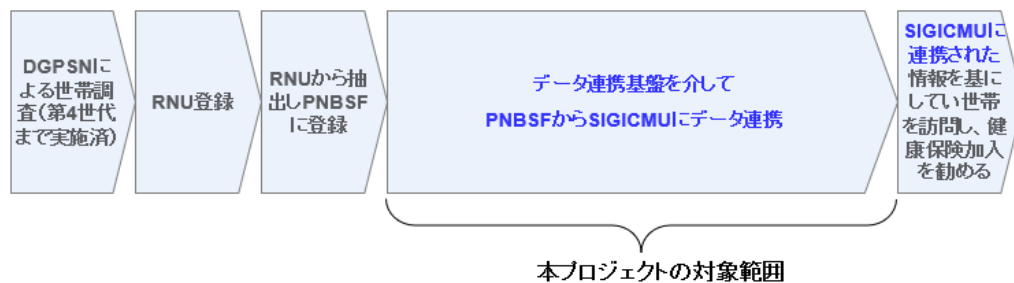 DGPSNIに
よる世帯調
査(第4世代
まで実施済)
RNU登録
RNUから抽
出しPNBSF
に登録
データ連携基盤を介して
PNBSFからSIGICMUにデータ連携
SIGICMUに
連携された
情報を基に
してい世帯
を訪問し、健
康保険加入
を勧める
本プロジェクトの対象範囲